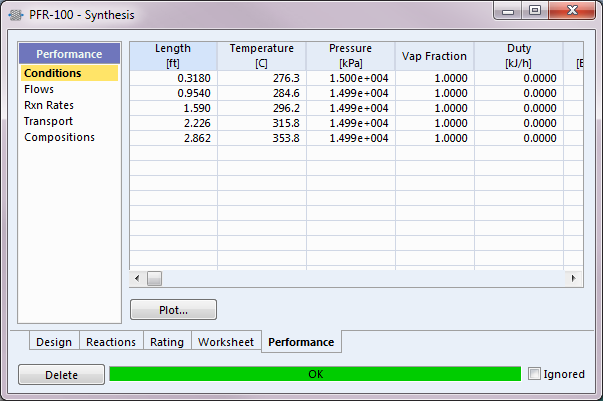 PFR-100 - Synthesis
Performance
Conditions
Flows
Rxn Rates
Transport
Compositions
Length Temperature Pressure Vap Fraction Duty
[ft] [C] [kPa] [kJ/h] [E
0.3180 276.3 1.500e+004 1.0000 0.0000
0.9540 284.6 1.499e+004 1.0000 0.0000
1.590 296.2 1.499e+004 1.0000 0.0000
2.226 315.8 1.499e+004 1.0000 0.0000
2.862 353.8 1.499e+004 1.0000 0.0000
Plot...
Design Reactions Rating Worksheet Performance
Delete OK Ignored